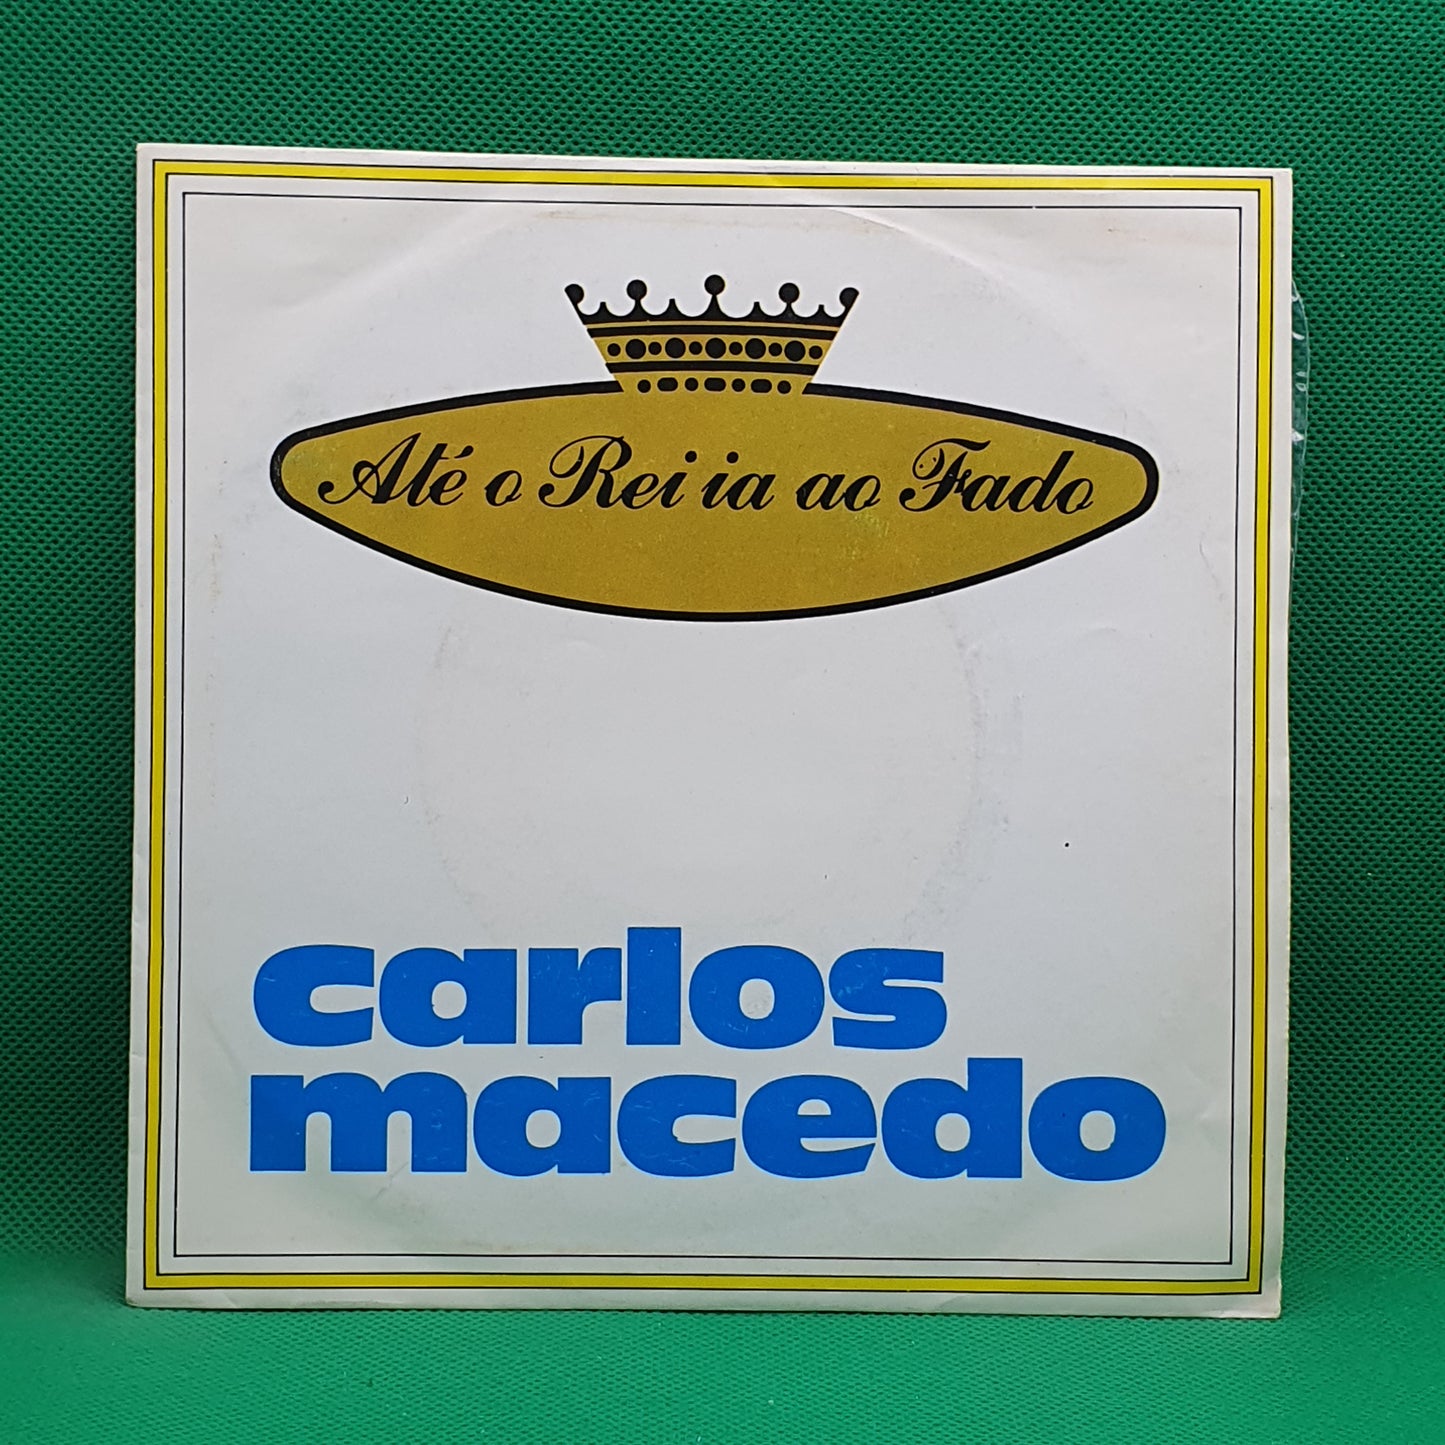 Até o Rei ia ao Fado
carlos
macedo